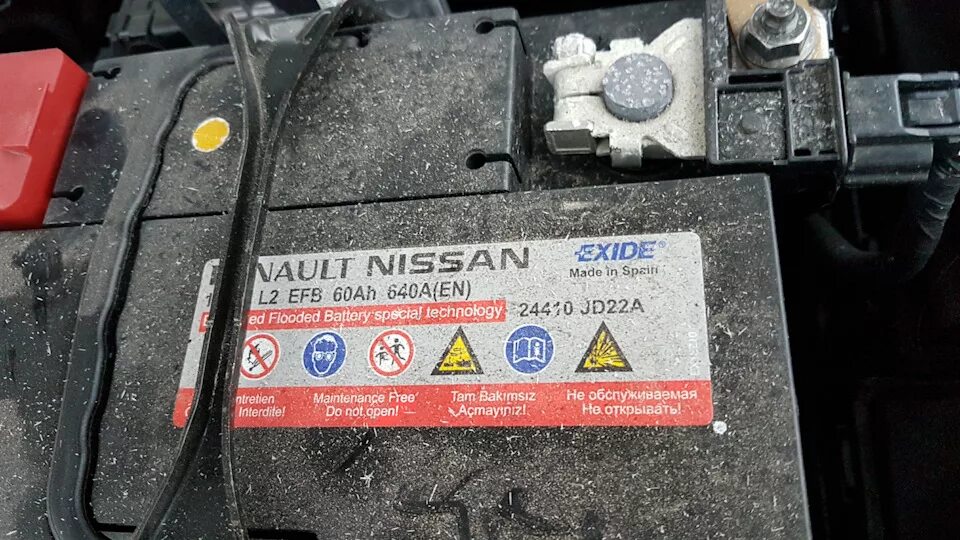 NAULT NISSAN
EXIDE®
Made in Spain
L2 EFB 60Ah 640A(EN)
ed Flooded Battery special technology
24410 JD22A
ntretien
Interdite!
Maintenance Free
Do not open!
Tam Bakımsız
Açmayınız!
Не обслуживаемая
Не открывать!